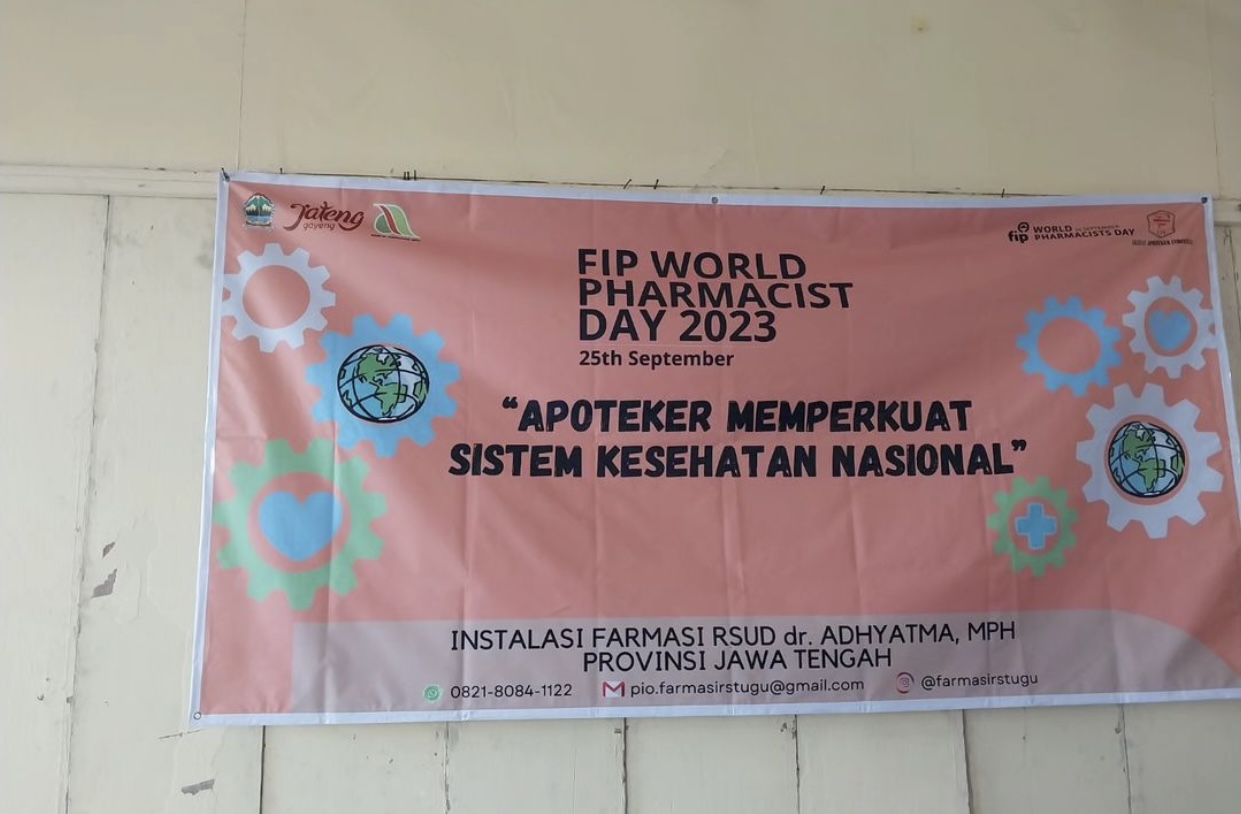 Jateng
gayeng
fip WORLD
PHARMACISTS DAY
FIP WORLD
PHARMACIST
DAY 2023
25th September
“APOTEKER MEMPERKUAT
SISTEM KESEHATAN NASIONAL”
INSTALASI FARMASI RSUD dr. ADHYATMA, MPH
PROVINSI JAWA TENGAH
0821-8084-1122 pio.farmasirstugu@gmail.com @farmasirstugu